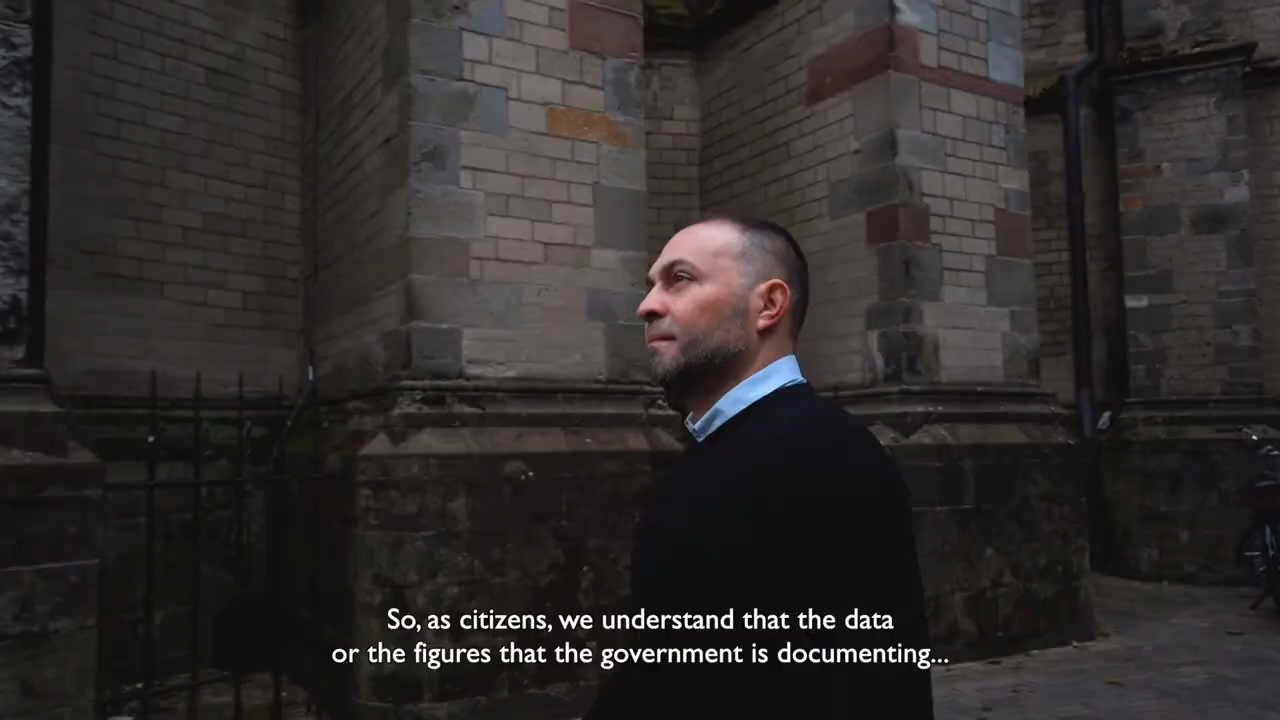 So, as citizens, we understand that the data
or the figures that the government is documenting...